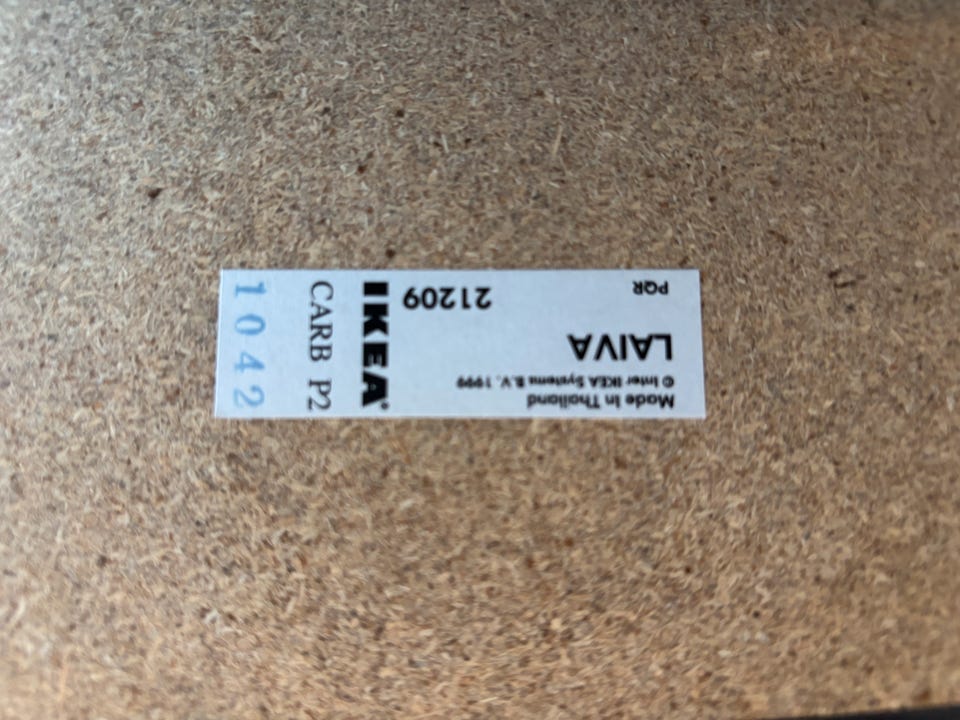 Made in Thailand
© Inter IKEA Systems B.V. 1999
LAIVA
PQR 21209
IKEA®
CARB P2
1042